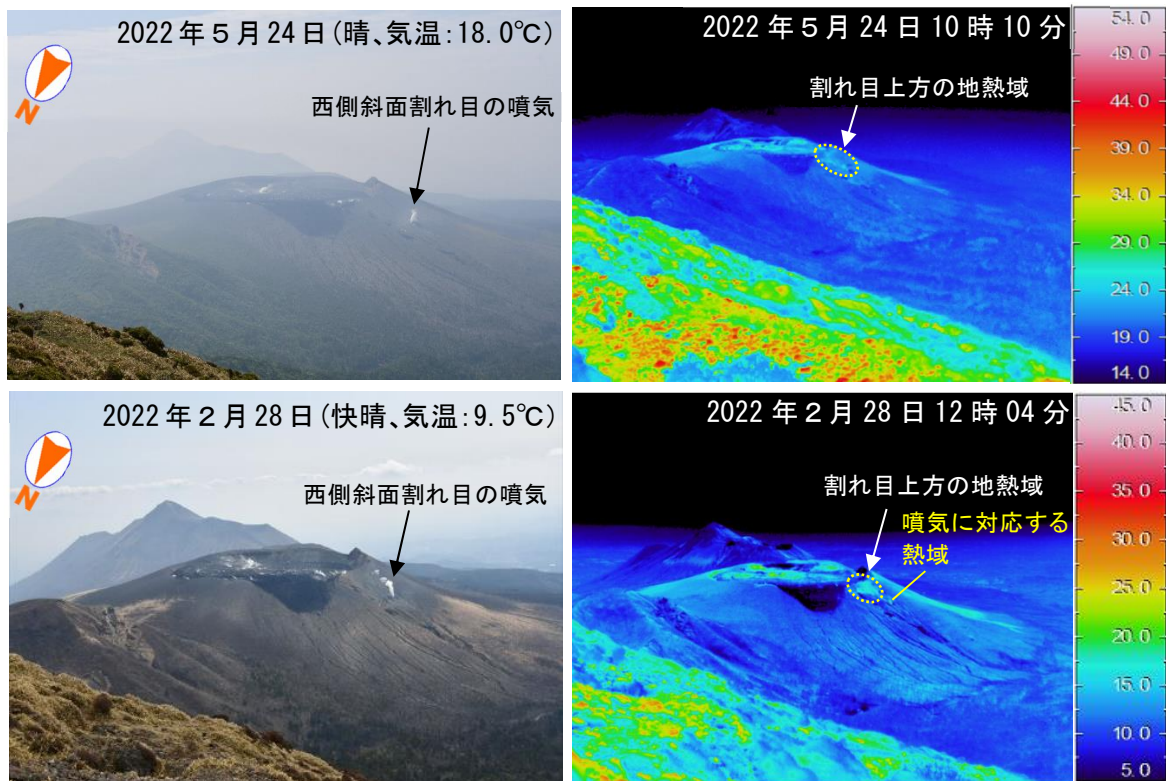 2022年5月24日(晴、気温:18.0℃)
N
西側斜面割れ目の噴気
2022年5月24日10時10分
割れ目上方の地熱域
54.0
49.0
44.0
39.0
34.0
29.0
24.0
19.0
14.0
2022年2月28日(快晴、気温:9.5℃)
N
西側斜面割れ目の噴気
2022年2月28日12時04分
割れ目上方の地熱域
噴気に対応する
熱域
45.0
40.0
35.0
30.0
25.0
20.0
15.0
10.0
5.0